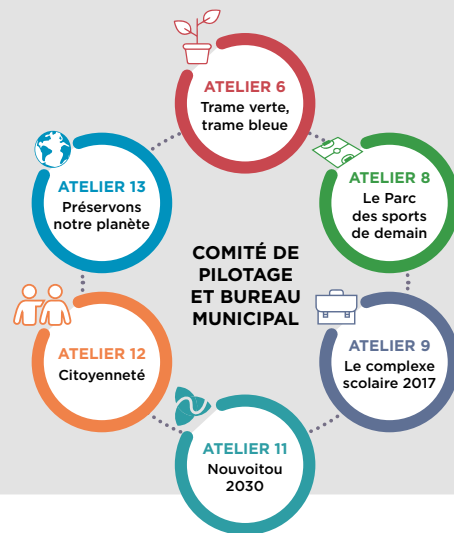 ATELIER 6
Trame verte,
trame bleue
ATELIER 8
Le Parc
des sports
de demain
ATELIER 13
Préservons
notre planète
COMITÉ DE
PILOTAGE
ET BUREAU
MUNICIPAL
ATELIER 9
Le complexe
scolaire 2017
ATELIER 12
Citoyenneté
ATELIER 11
Nouvoitou
2030